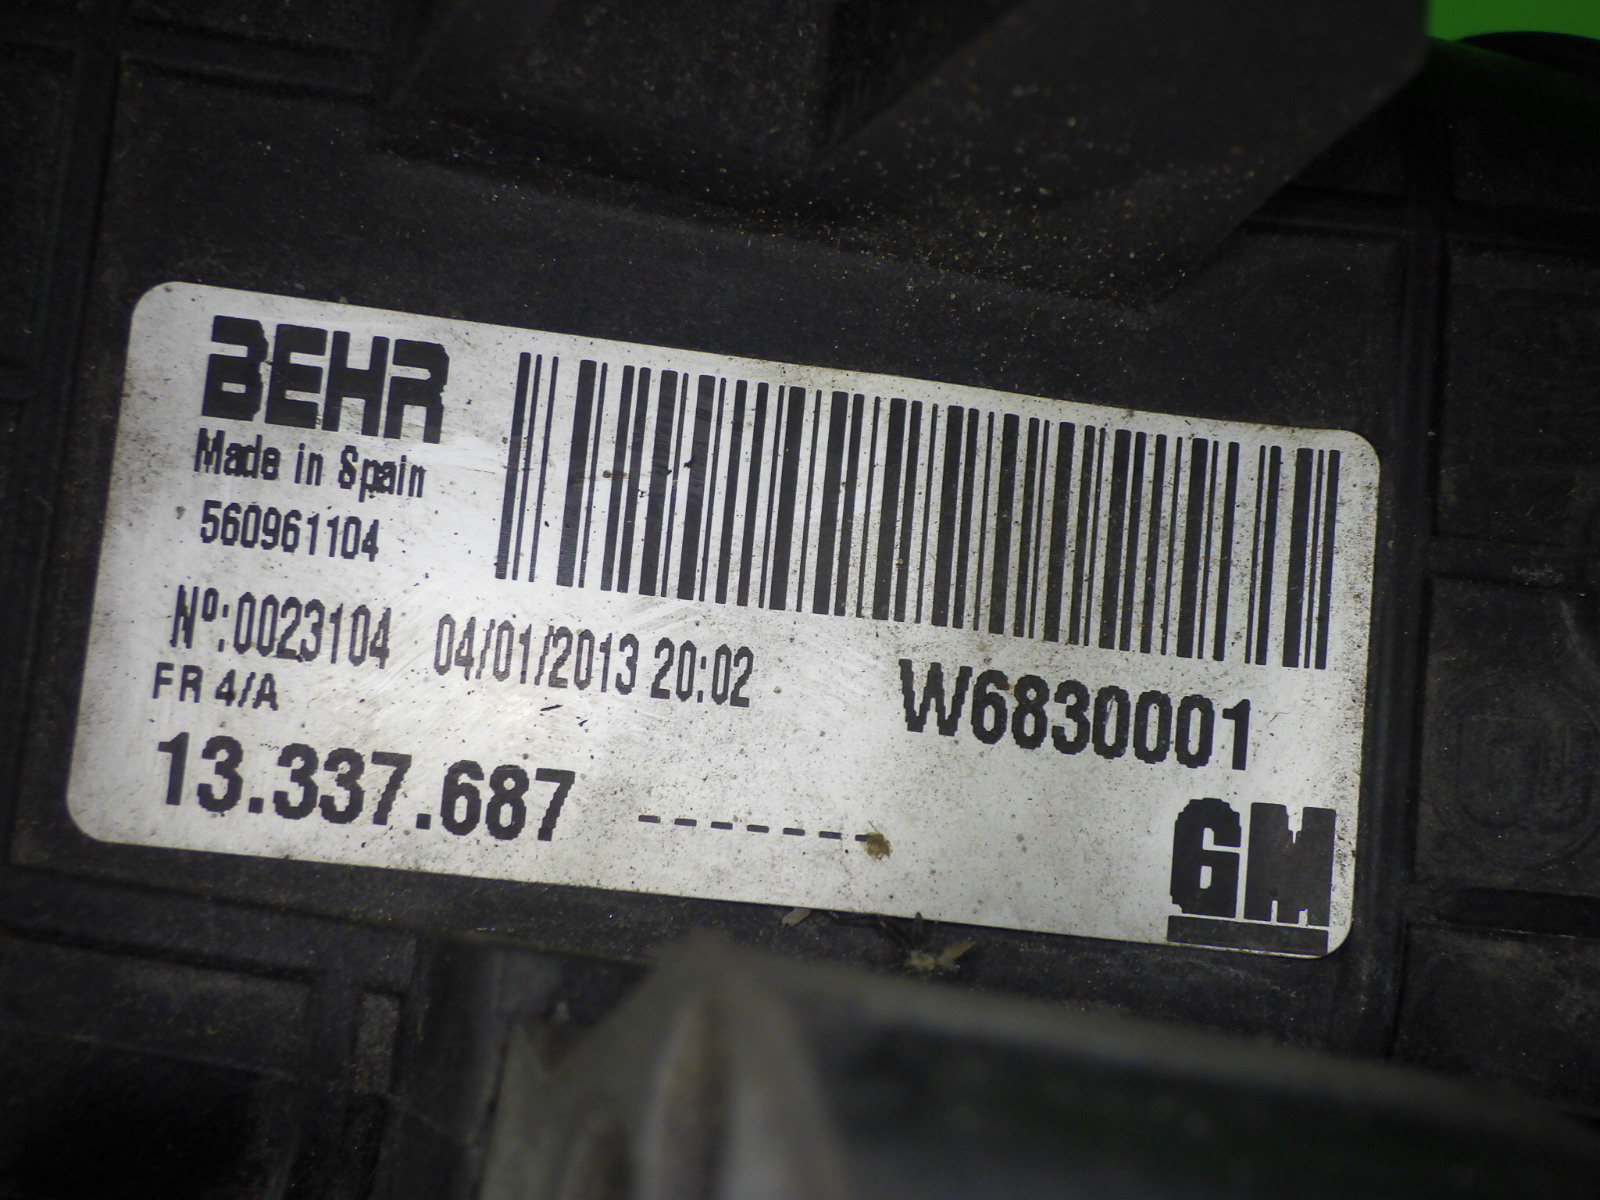 BEHR
Made in Spain
560961104
Nº:0023104 04/01/2013 20:02
FR 4/A
W6830001
13.337.687 -------
GM